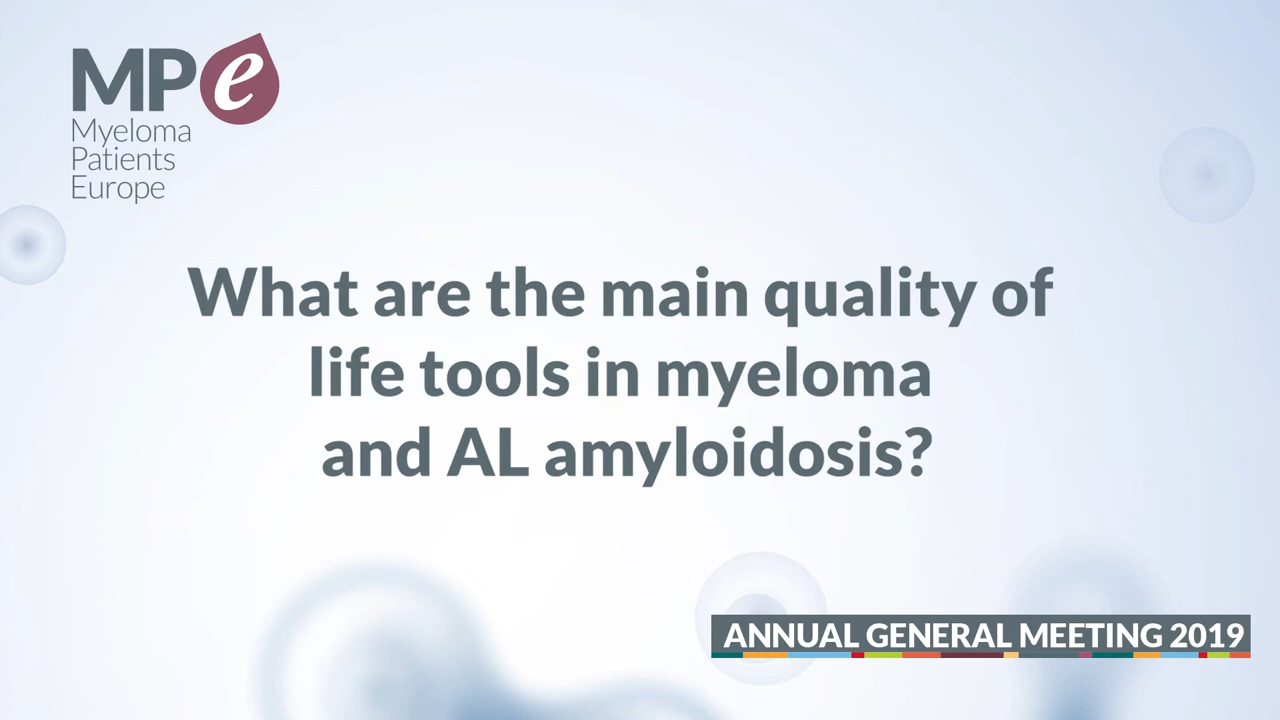 MPe
Myeloma
Patients
Europe
What are the main quality of
life tools in myeloma
and AL amyloidosis?
ANNUAL GENERAL MEETING 2019